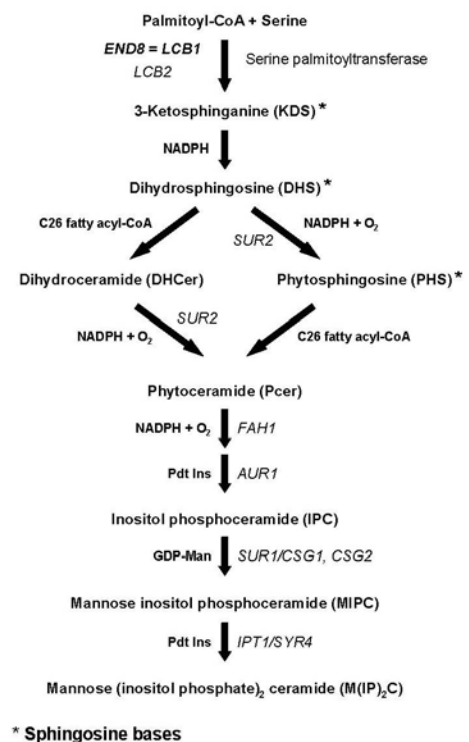 Palmitoyl-CoA + Serine
END8 = LCB1
LCB2
Serine palmitoyltransferase
3-Ketosphinganine (KDS) *
NADPH
Dihydrosphingosine (DHS) *
C26 fatty acyl-CoA
NADPH + O₂
SUR2
Dihydroceramide (DHCer)
Phytosphingosine (PHS) *
SUR2
NADPH + O₂
C26 fatty acyl-CoA
Phytoceramide (Pcer)
NADPH + O₂ FAH1
Pdt Ins AUR1
Inositol phosphoceramide (IPC)
GDP-Man SUR1/CSG1, CSG2
Mannose inositol phosphoceramide (MIPC)
Pdt Ins IPT1/SYR4
Mannose (inositol phosphate)₂ ceramide (M(IP)₂C)
* Sphingosine bases